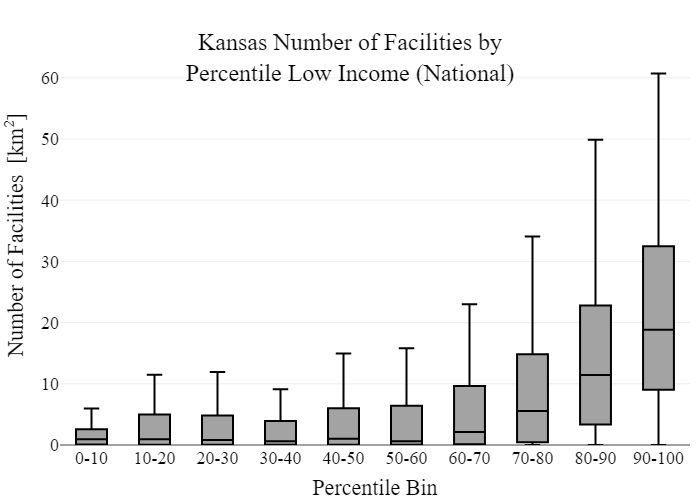 Kansas Number of Facilities by
Percentile Low Income (National)
Number of Facilities [km²]
60
50
40
30
20
10
0
0-10 10-20 20-30 30-40 40-50 50-60 60-70 70-80 80-90 90-100
Percentile Bin